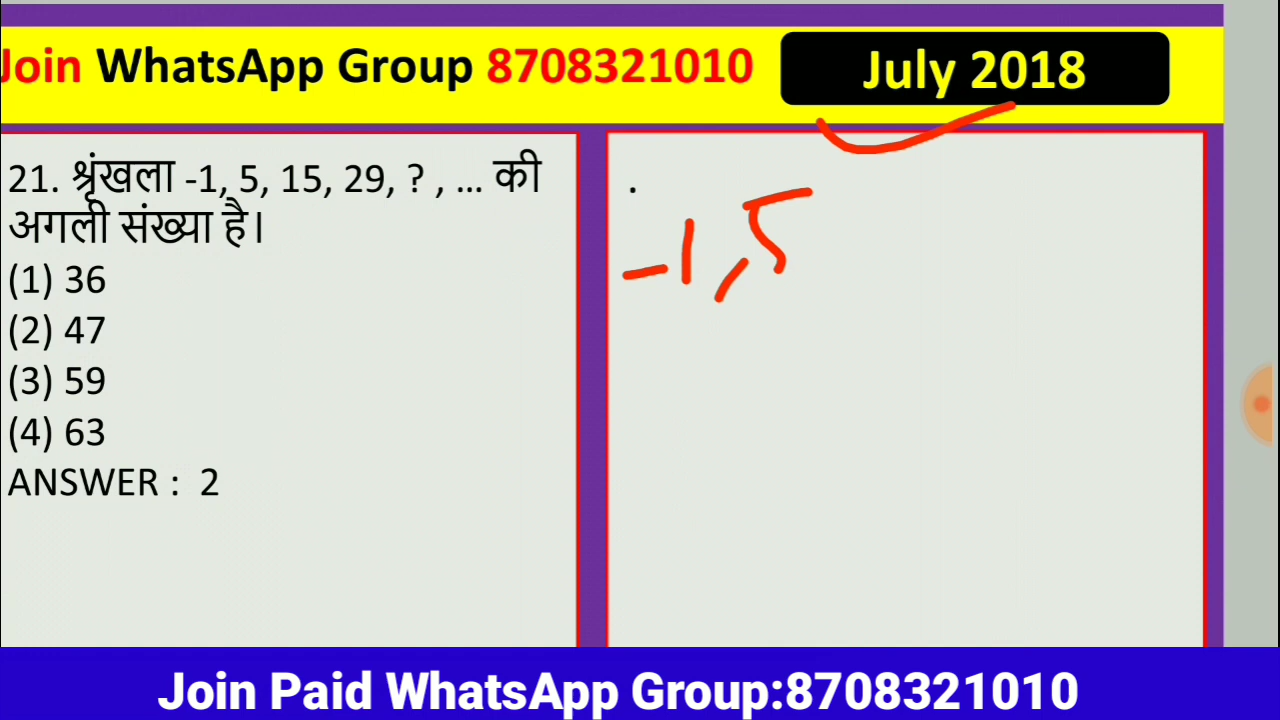 Join WhatsApp Group 8708321010
July 2018
21. श्रृंखला -1, 5, 15, 29, ? , ... की
अगली संख्या है।
(1) 36
(2) 47
(3) 59
(4) 63
ANSWER : 2
.
-1, 5
Join Paid WhatsApp Group:8708321010